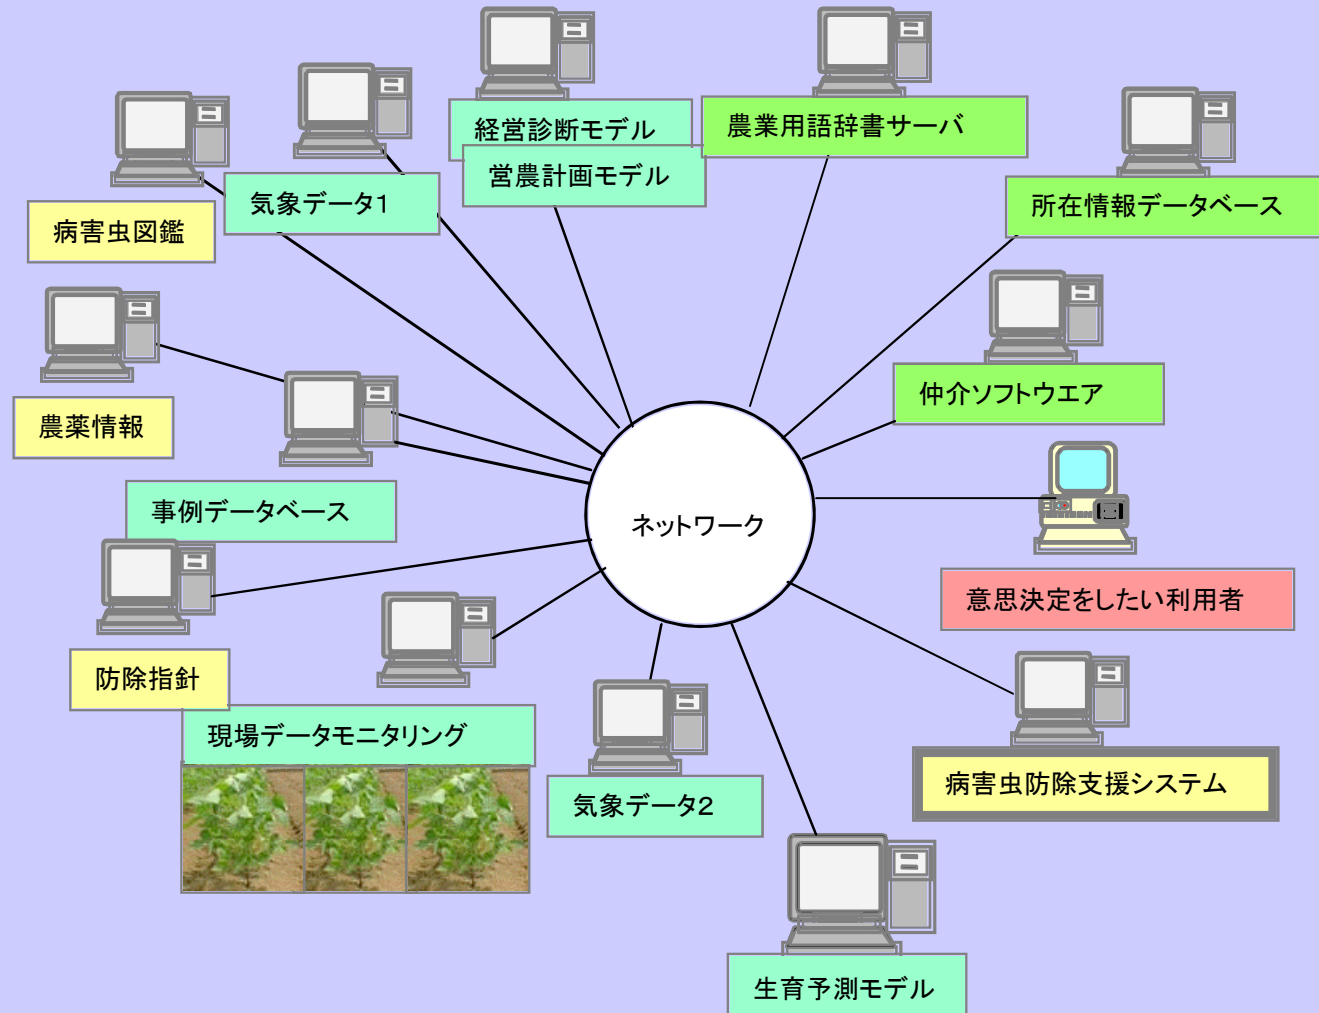 経営診断モデル
営農計画モデル
農業用語辞書サーバ
所在情報データベース
気象データ1
病害虫図鑑
仲介ソフトウエア
農薬情報
事例データベース
ネットワーク
意思決定をしたい利用者
防除指針
現場データモニタリング
気象データ2
病害虫防除支援システム
生育予測モデル